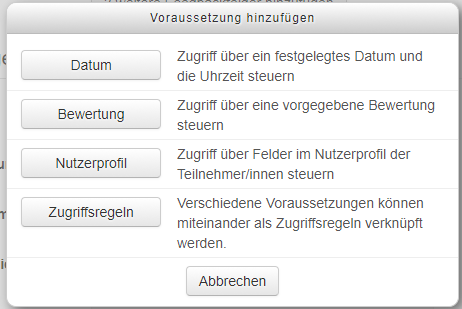 Voraussetzung hinzufügen
Datum
Zugriff über ein festgelegtes Datum und
die Uhrzeit steuern
Bewertung
Zugriff über eine vorgegebene Bewertung
steuern
Nutzerprofil
Zugriff über Felder im Nutzerprofil der
Teilnehmer/innen steuern
Zugriffsregeln
Verschiedene Voraussetzungen können
miteinander als Zugriffsregeln verknüpft
werden.
Abbrechen